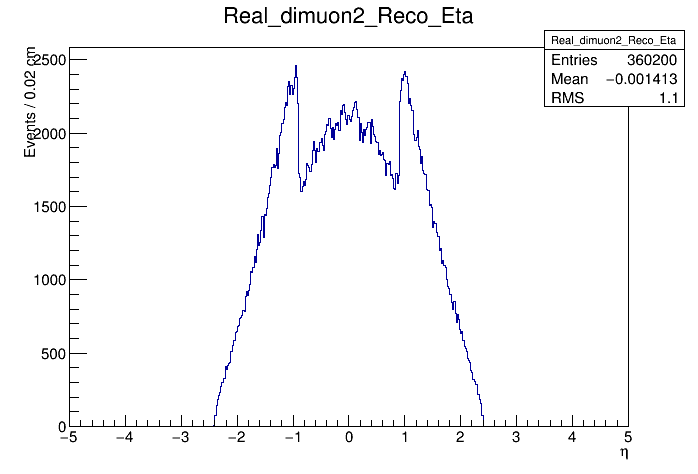 Real_dimuon2_Reco_Eta
Real_dimuon2_Reco_Eta
Entries 360200
Mean −0.001413
RMS 1.1
Events / 0.02 cm
2500
2000
1500
1000
500
0
−5 −4 −3 −2 −1 0 1 2 3 4 5
η